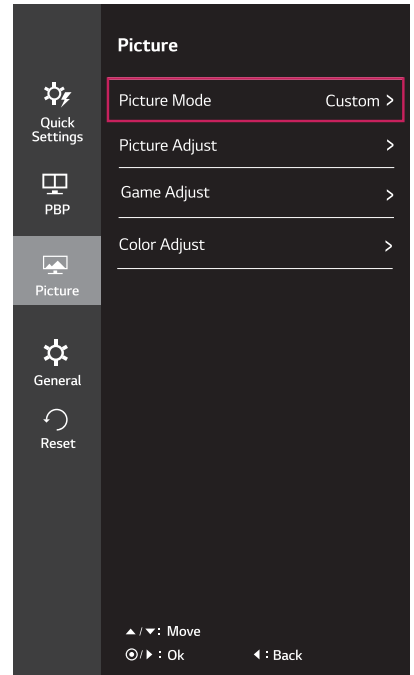 Picture
Quick
Settings
PBP
Picture
General
Reset
Picture Mode Custom >
Picture Adjust >
Game Adjust >
Color Adjust >
▲/▼: Move
◉/▶ : Ok ◀ : Back